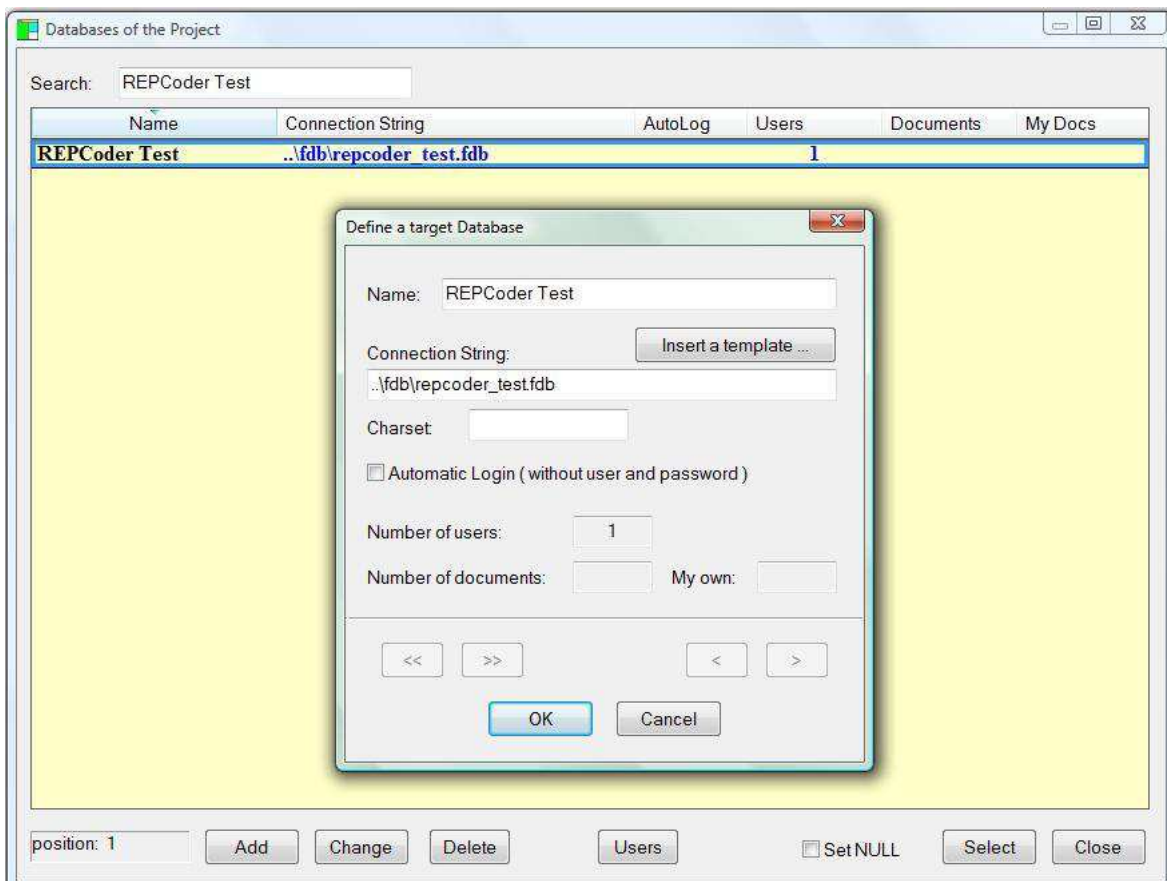 Databases of the Project
Search: REPCoder Test
Name Connection String AutoLog Users Documents My Docs
REPCoder Test ..\fdb\repcoder_test.fdb 1
Define a target Database
Name: REPCoder Test
Insert a template ...
Connection String:
..\fdb\repcoder_test.fdb
Charset:
Automatic Login ( without user and password )
Number of users: 1
Number of documents: My own:
<< >> < >
OK Cancel
position: 1 Add Change Delete Users Set NULL Select Close